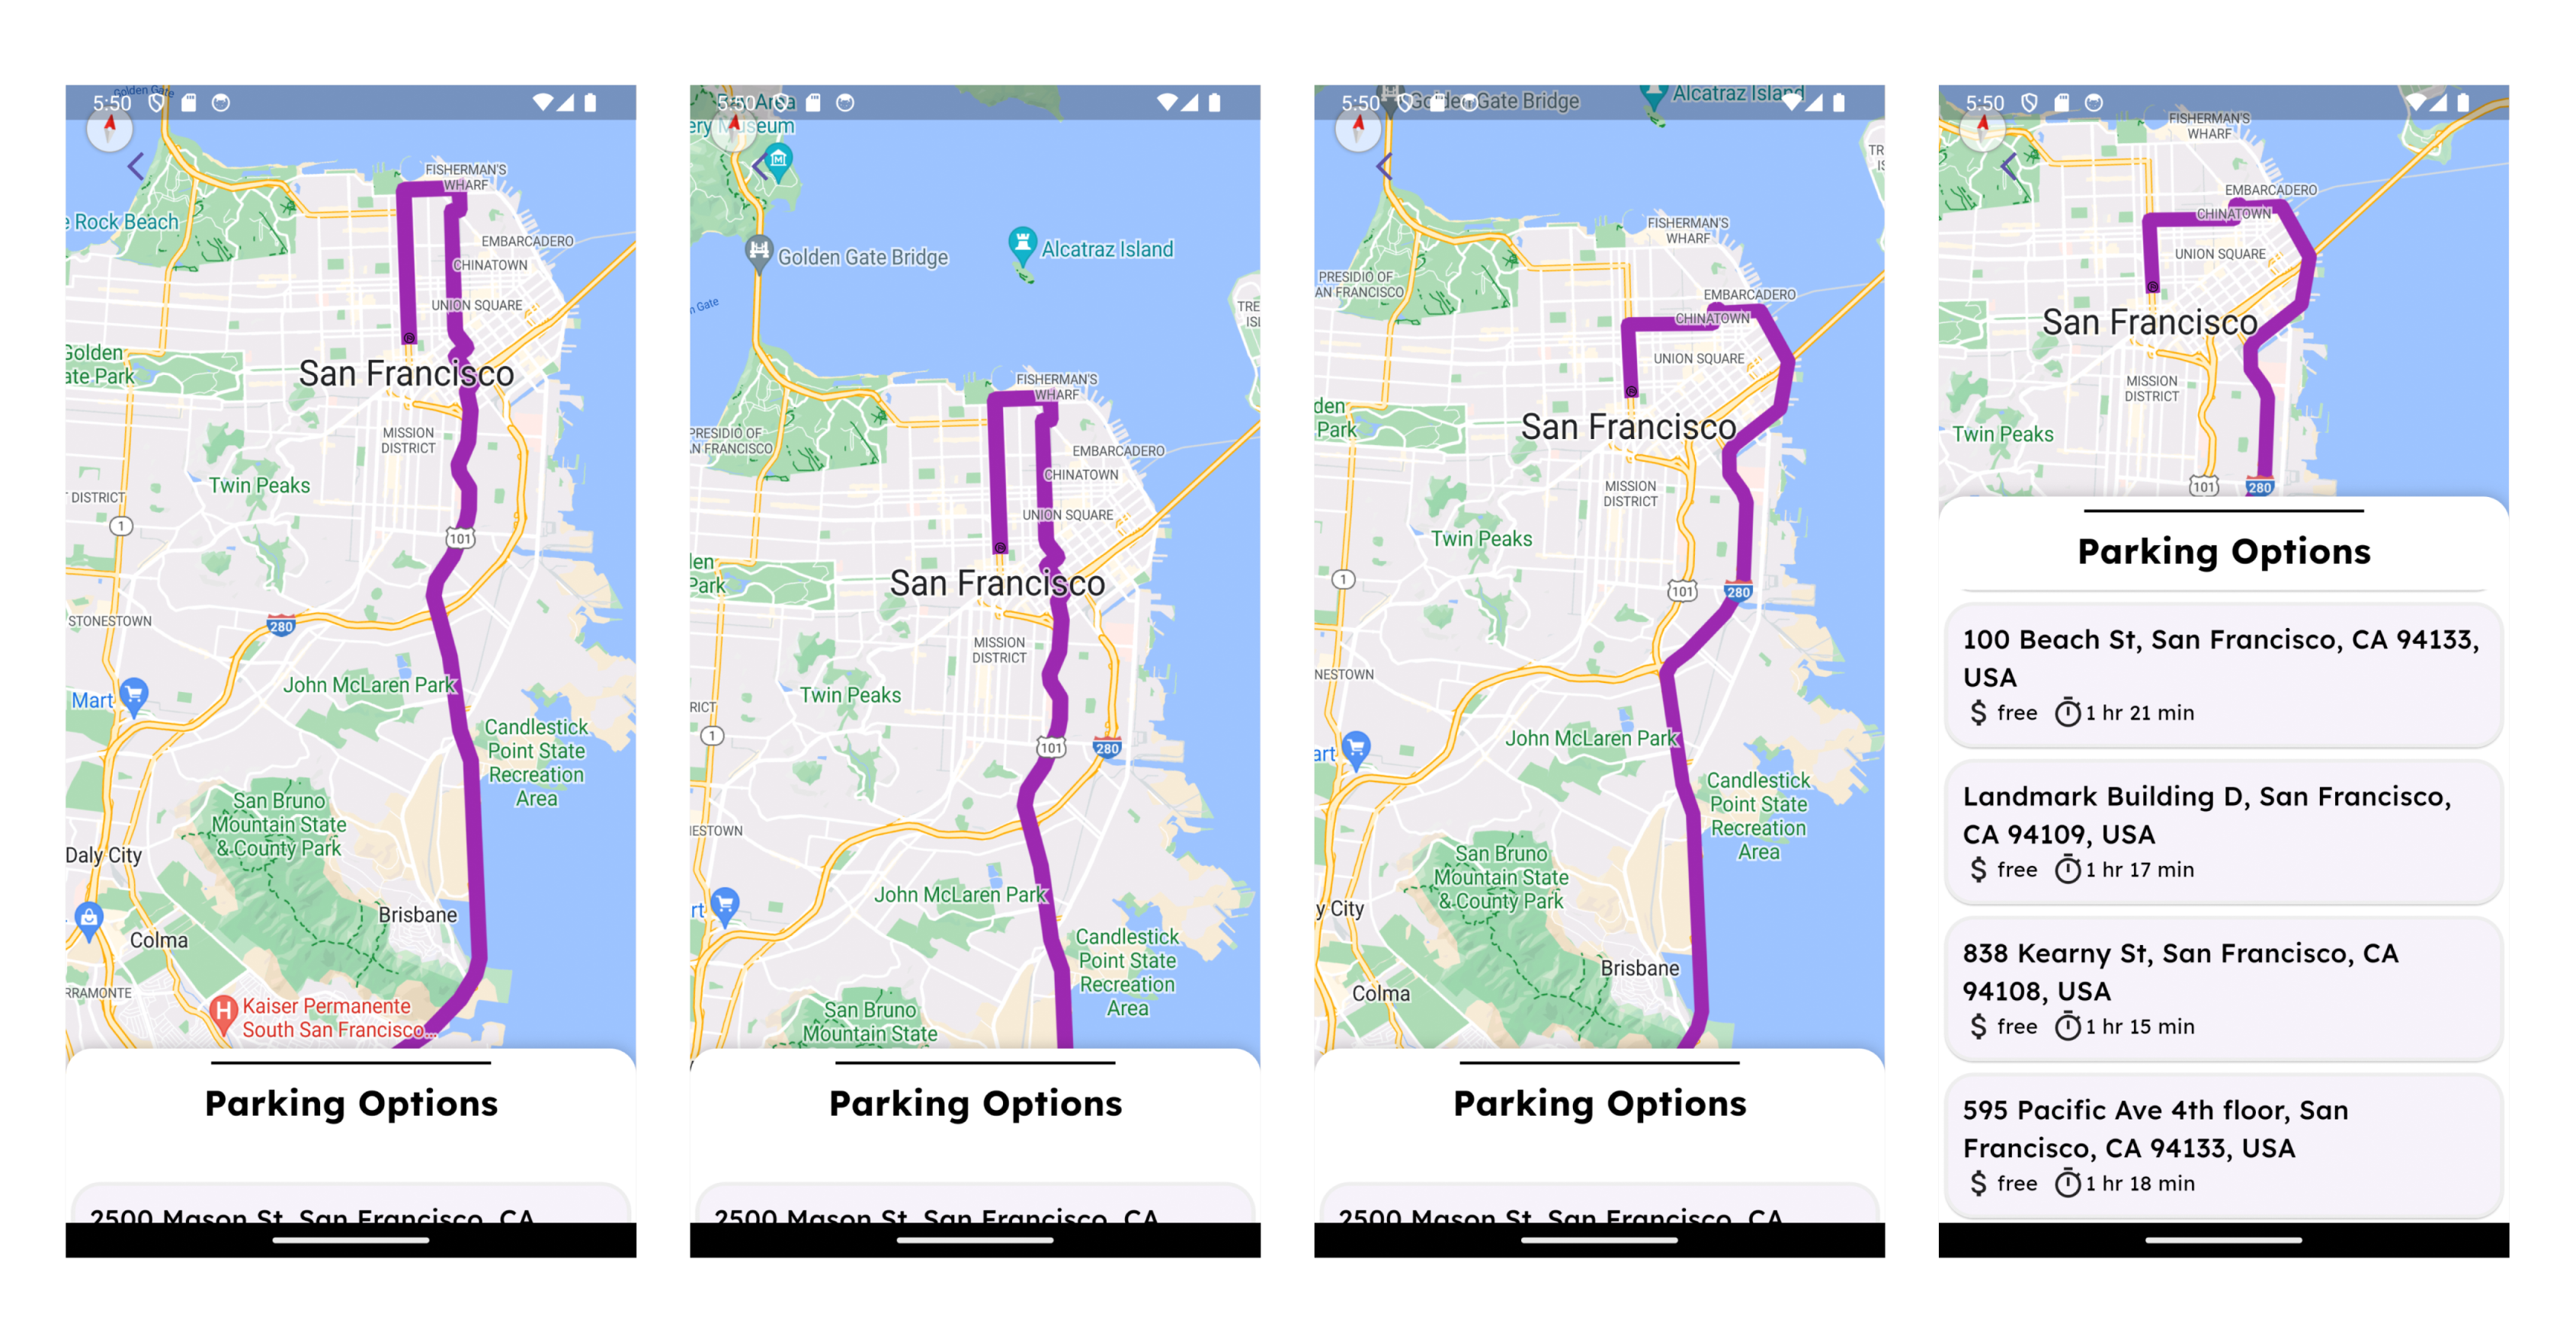 Golden Gate
5:50
FISHERMAN'S
WHARF
e Rock Beach
EMBARCADERO
CHINATOWN
UNION SQUARE
Golden
ate Park
San Francisco
MISSION
DISTRICT
Twin Peaks
DISTRICT
1
101
STONESTOWN
280
John McLaren Park
Mart
Candlestick
Point State
Recreation
Area
San Bruno
Mountain State
& County Park
Daly City
Brisbane
Colma
RRAMONTE
H
Kaiser Permanente
South San Francisco...
Parking Options
2500 Mason St, San Francisco, CA
5:50
Area
ery Museum
M
Golden Gate Bridge
Alcatraz Island
n Gate
TRE
ISL
FISHERMAN'S
WHARF
PRESIDIO OF
N FRANCISCO
EMBARCADERO
CHINATOWN
UNION SQUARE
den
Park
San Francisco
MISSION
DISTRICT
Twin Peaks
RICT
1
101
280
ESTOWN
John McLaren Park
rt
Candlestick
Point State
Recreation
Area
San Bruno
Mountain State
Parking Options
2500 Mason St, San Francisco, CA
5:50
Golden Gate Bridge
Alcatraz Island
TR
IS
FISHERMAN'S
WHARF
PRESIDIO OF
AN FRANCISCO
EMBARCADERO
CHINATOWN
UNION SQUARE
den
Park
San Francisco
MISSION
DISTRICT
Twin Peaks
1
101
280
NESTOWN
John McLaren Park
art
Candlestick
Point State
Recreation
Area
San Bruno
Mountain State
& County Park
y City
Brisbane
Colma
Parking Options
2500 Mason St, San Francisco, CA
5:50
FISHERMAN'S
WHARF
EMBARCADERO
CHINATOWN
UNION SQUARE
San Francisco
MISSION
DISTRICT
Twin Peaks
101
280
Parking Options
100 Beach St, San Francisco, CA 94133,
USA
$ free 1 hr 21 min
Landmark Building D, San Francisco,
CA 94109, USA
$ free 1 hr 17 min
838 Kearny St, San Francisco, CA
94108, USA
$ free 1 hr 15 min
595 Pacific Ave 4th floor, San
Francisco, CA 94133, USA
$ free 1 hr 18 min